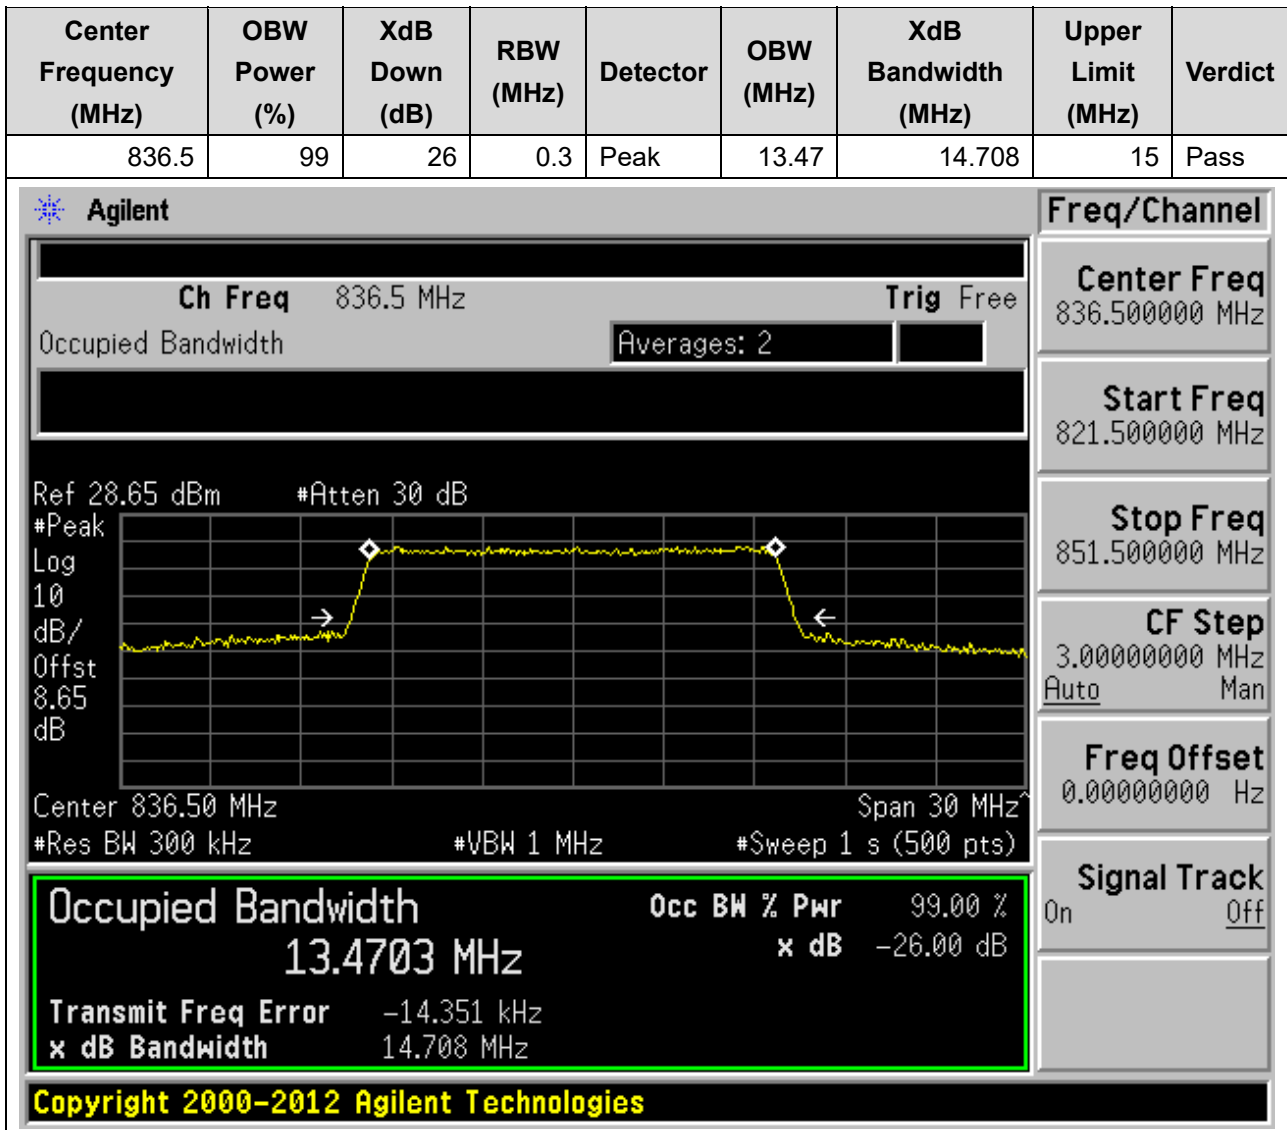 Center Frequency (MHz) OBW Power (%) XdB Down (dB) RBW (MHz) Detector OBW (MHz) XdB Bandwidth (MHz) Upper Limit (MHz) Verdict
836.5 99 26 0.3 Peak 13.47 14.708 15 Pass
Agilent
Freq/Channel
Ch Freq 836.5 MHz Trig Free
Occupied Bandwidth Averages: 2
Center Freq
836.500000 MHz
Start Freq
821.500000 MHz
Stop Freq
851.500000 MHz
CF Step
3.00000000 MHz
Auto Man
Freq Offset
0.00000000 Hz
Signal Track
On Off
Ref 28.65 dBm #Atten 30 dB
#Peak
Log
10
dB/
Offst
8.65
dB
Center 836.50 MHz Span 30 MHz^
#Res BW 300 kHz #VBW 1 MHz #Sweep 1 s (500 pts)
Occupied Bandwidth Occ BW % Pwr 99.00 %
13.4703 MHz x dB -26.00 dB
Transmit Freq Error -14.351 kHz
x dB Bandwidth 14.708 MHz
Copyright 2000-2012 Agilent Technologies